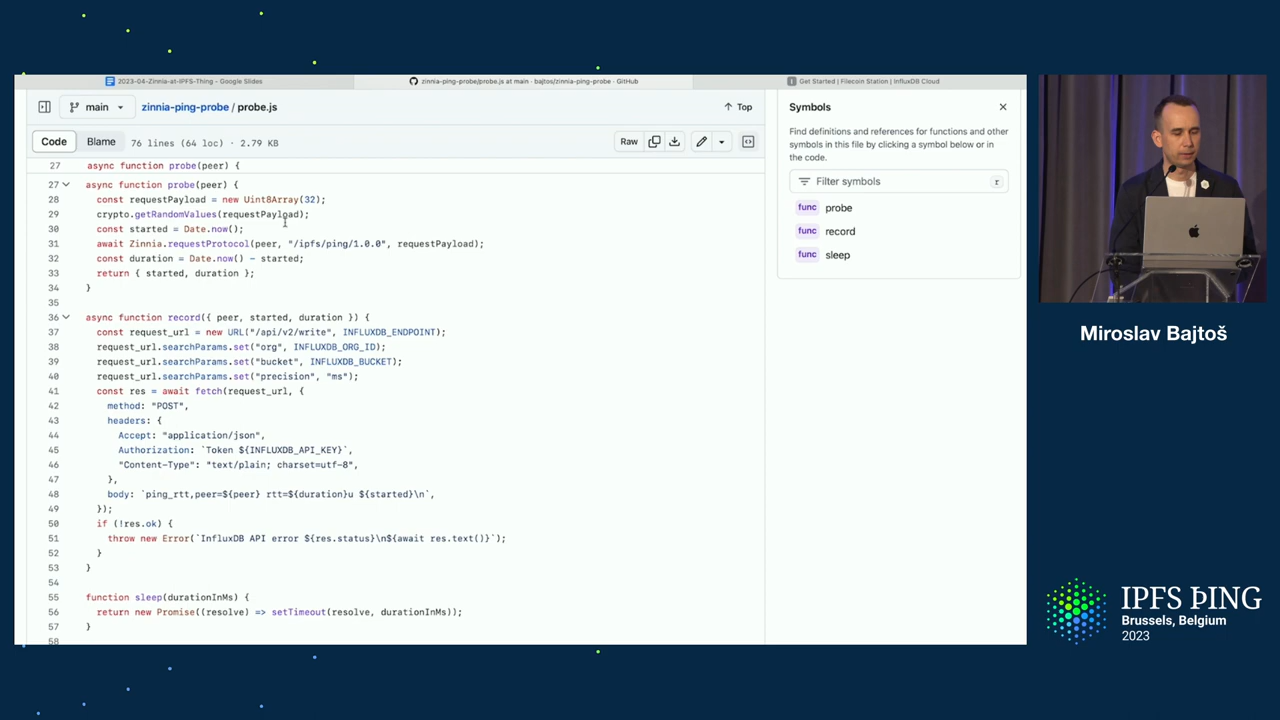 2023-04-Zinnia-at-IPFS-Thing - Google Slides
zinnia-ping-probe/probe.js at main · bajtos/zinnia-ping-probe · GitHub
Get Started | Filecoin Station | InfluxDB Cloud
main
zinnia-ping-probe / probe.js
Top
Code
Blame
76 lines (64 loc) · 2.79 KB
Raw
27 async function probe(peer) {
27 async function probe(peer) {
28 const requestPayload = new Uint8Array(32);
29 crypto.getRandomValues(requestPayload);
30 const started = Date.now();
31 await Zinnia.requestProtocol(peer, "/ipfs/ping/1.0.0", requestPayload);
32 const duration = Date.now() - started;
33 return { started, duration };
34 }
35
36 async function record({ peer, started, duration }) {
37 const request_url = new URL("/api/v2/write", INFLUXDB_ENDPOINT);
38 request_url.searchParams.set("org", INFLUXDB_ORG_ID);
39 request_url.searchParams.set("bucket", INFLUXDB_BUCKET);
40 request_url.searchParams.set("precision", "ms");
41 const res = await fetch(request_url, {
42 method: "POST",
43 headers: {
44 Accept: "application/json",
45 Authorization: `Token ${INFLUXDB_API_KEY}`,
46 "Content-Type": "text/plain; charset=utf-8",
47 },
48 body: `ping_rtt,peer=${peer} rtt=${duration}u ${started}\n`,
49 });
50 if (!res.ok) {
51 throw new Error(`InfluxDB API error ${res.status}\n${await res.text()}`);
52 }
53 }
54
55 function sleep(durationInMs) {
56 return new Promise((resolve) => setTimeout(resolve, durationInMs));
57 }
58
Symbols
Find definitions and references for functions and other
symbols in this file by clicking a symbol below or in
the code.
Filter symbols
r
func probe
func record
func sleep
Miroslav Bajtoš
IPFS ÞING
Brussels, Belgium
2023